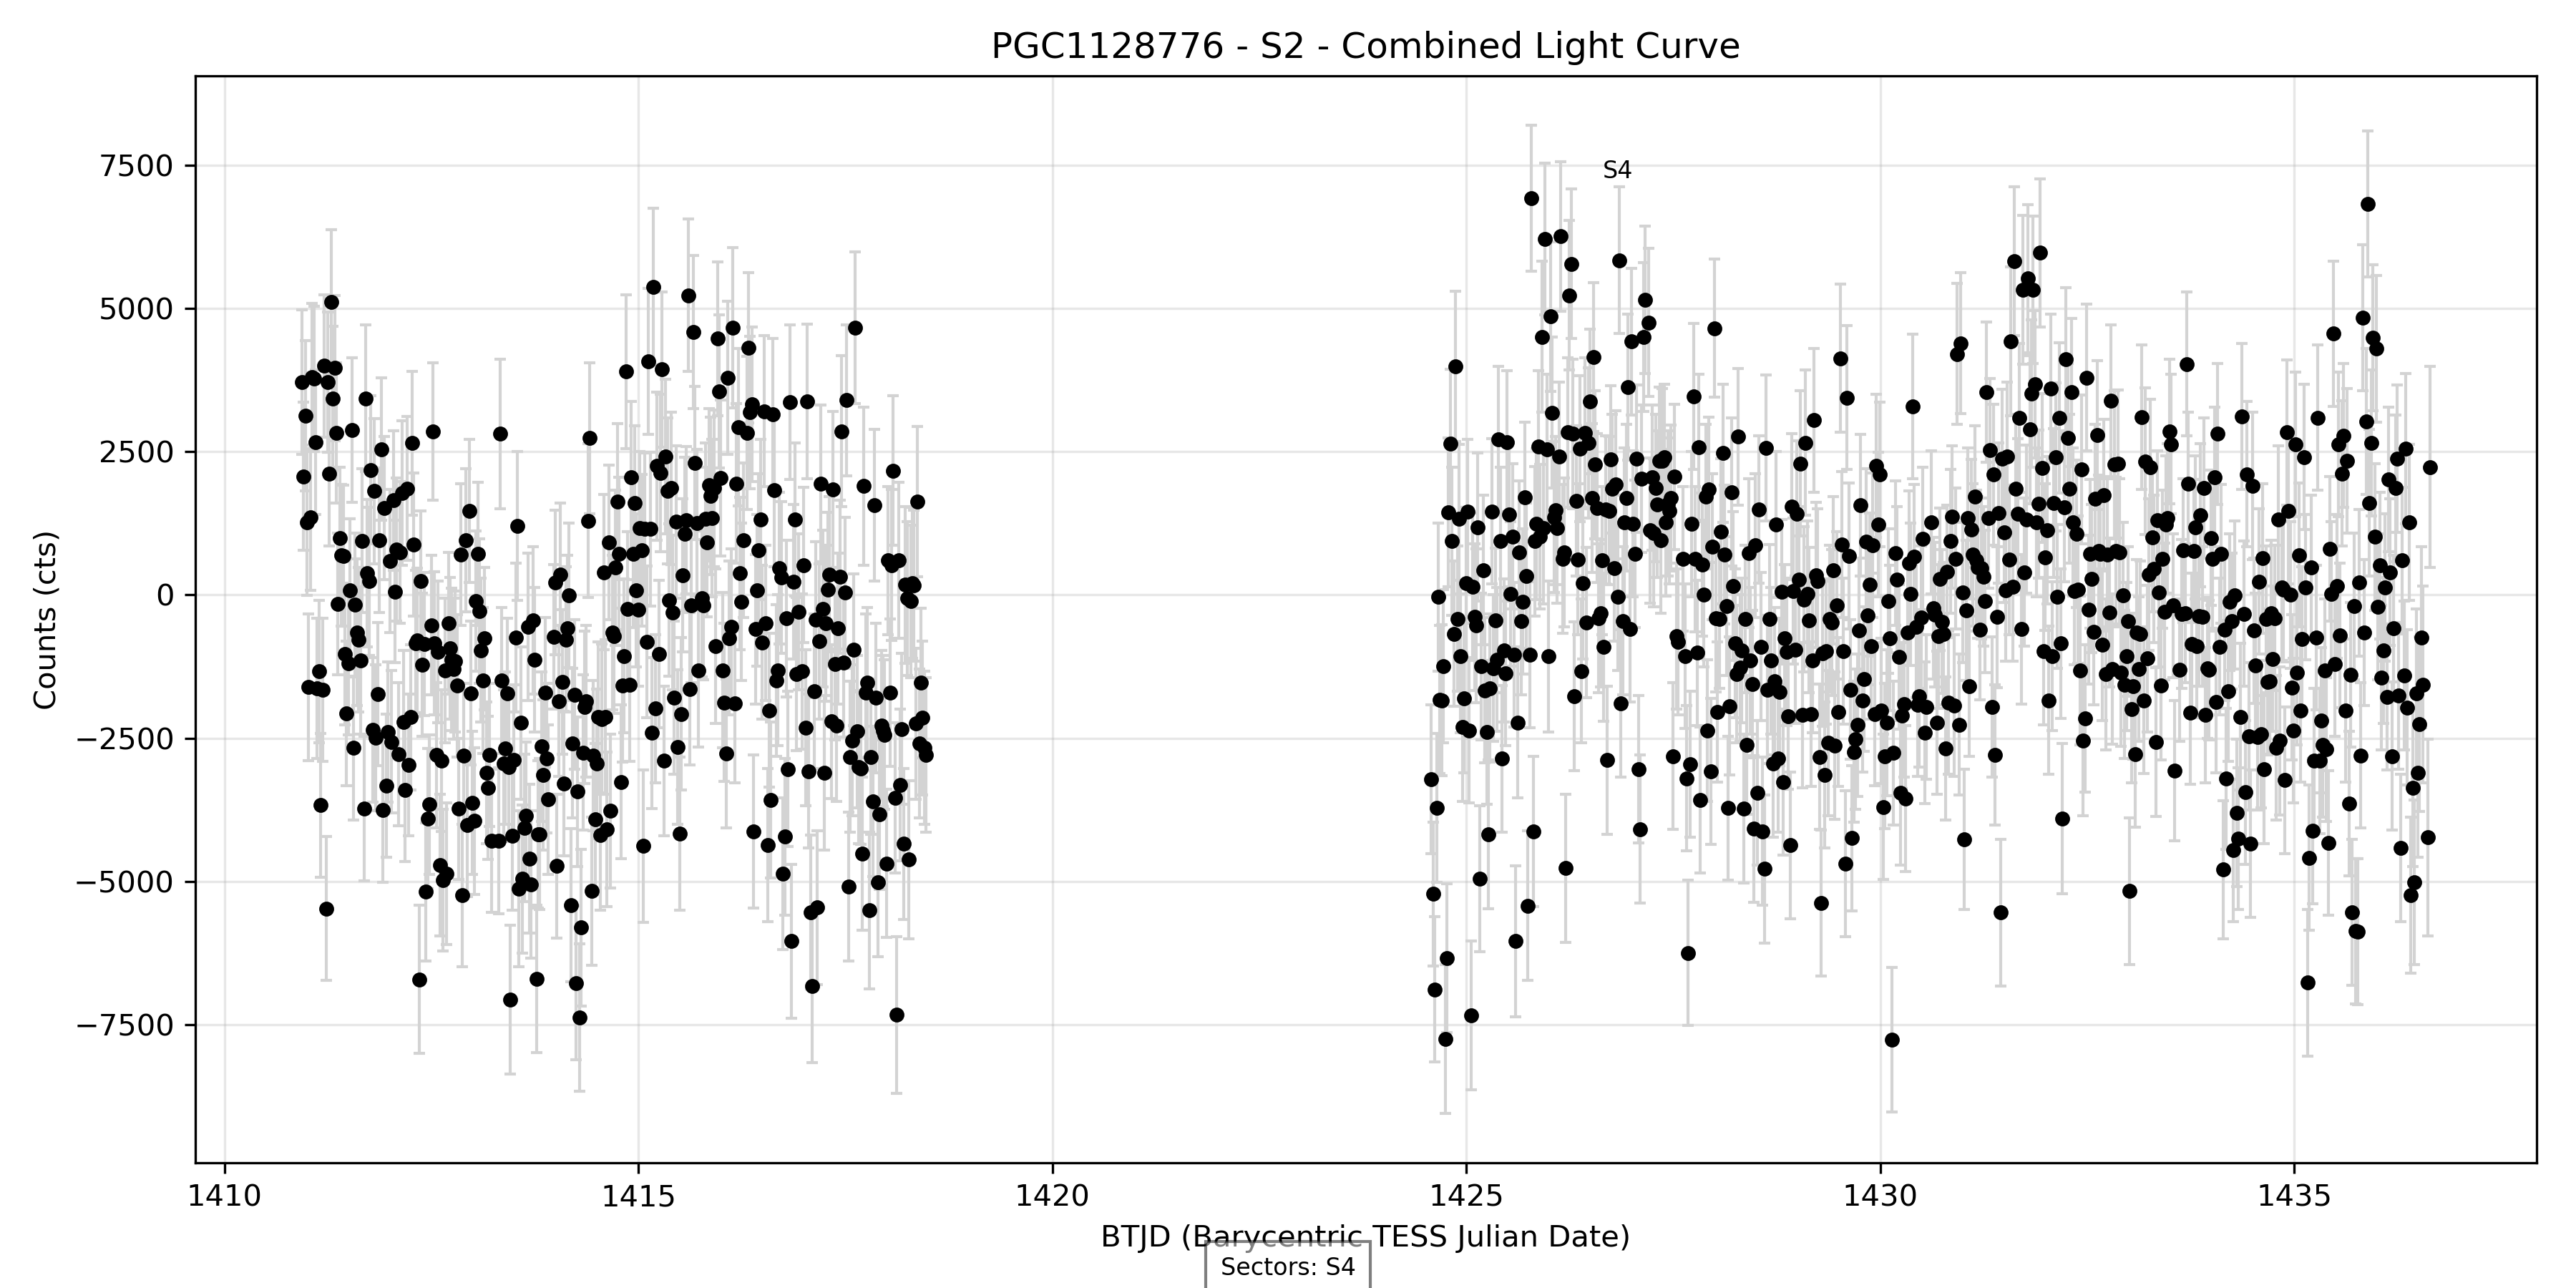 PGC1128776 - S2 - Combined Light Curve
S4
7500
5000
2500
0
−2500
−5000
−7500
Counts (cts)
1410 1415 1420 1425 1430 1435
BTJD (Barycentric TESS Julian Date)
Sectors: S4